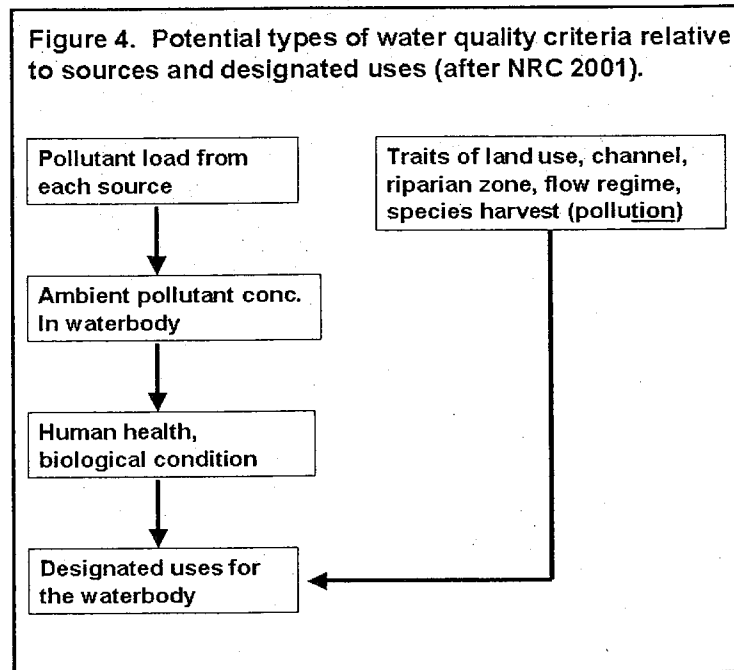 Figure 4. Potential types of water quality criteria relative
to sources and designated uses (after NRC 2001).
Pollutant load from
each source
Traits of land use, channel,
riparian zone, flow regime,
species harvest (pollution)
Ambient pollutant conc.
In waterbody
Human health,
biological condition
Designated uses for
the waterbody